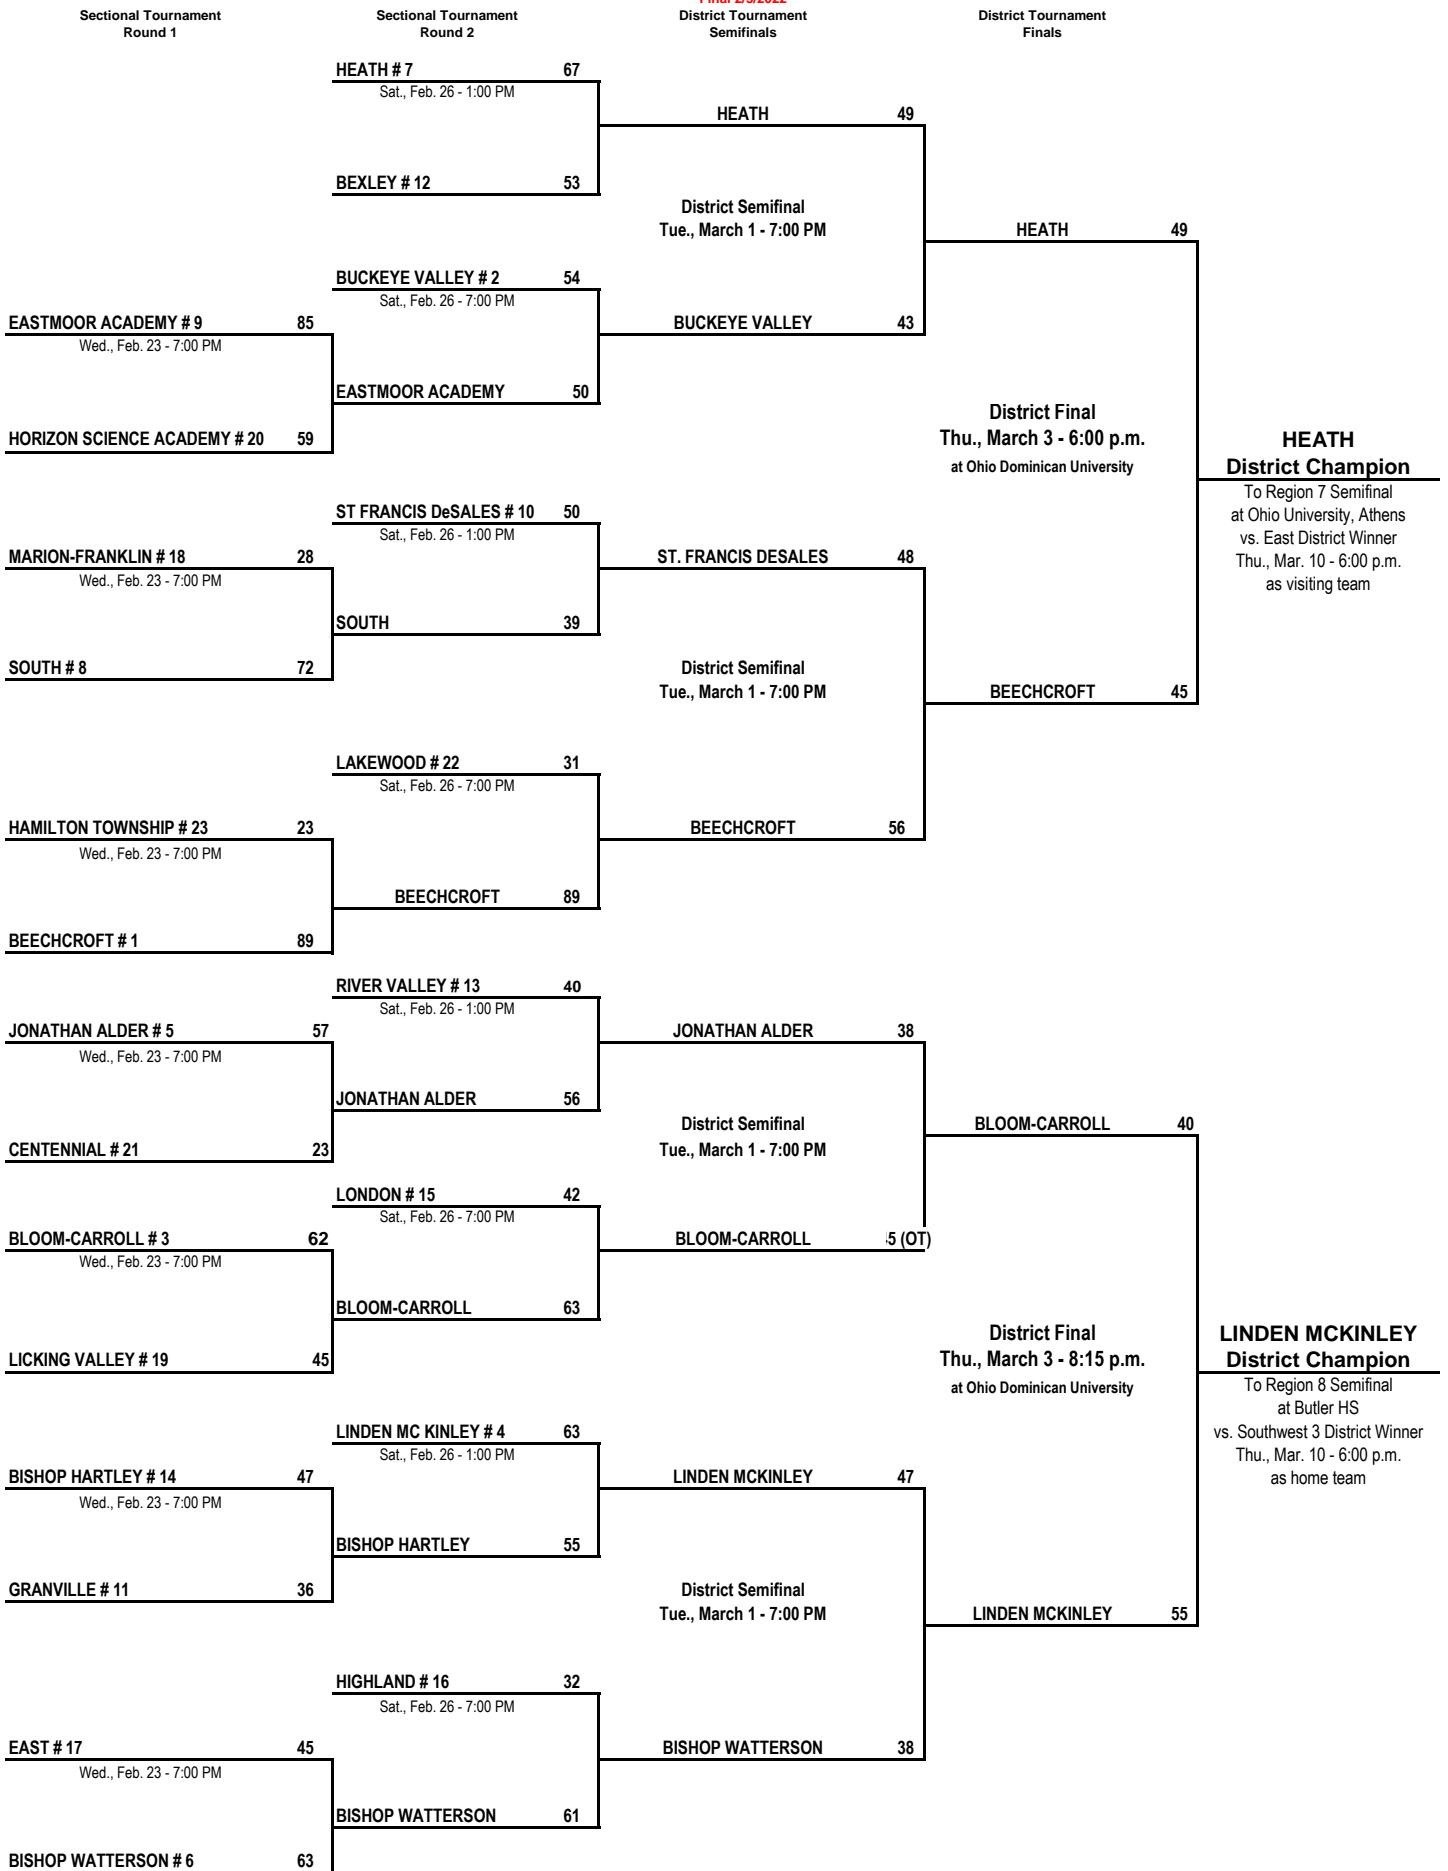 Sectional Tournament
Round 1
Sectional Tournament
Round 2
District Tournament
Semifinals
District Tournament
Finals
HEATH # 7 67
Sat., Feb. 26 - 1:00 PM
HEATH 49
BEXLEY # 12 53
District Semifinal
Tue., March 1 - 7:00 PM
HEATH 49
BUCKEYE VALLEY # 2 54
Sat., Feb. 26 - 7:00 PM
EASTMOOR ACADEMY # 9 85
BUCKEYE VALLEY 43
Wed., Feb. 23 - 7:00 PM
EASTMOOR ACADEMY 50
District Final
HORIZON SCIENCE ACADEMY # 20 59
Thu., March 3 - 6:00 p.m.
HEATH
at Ohio Dominican University
District Champion
To Region 7 Semifinal
ST FRANCIS DeSALES # 10 50
at Ohio University, Athens
Sat., Feb. 26 - 1:00 PM
vs. East District Winner
MARION-FRANKLIN # 18 28
ST. FRANCIS DESALES 48
Thu., Mar. 10 - 6:00 p.m.
Wed., Feb. 23 - 7:00 PM
as visiting team
SOUTH 39
SOUTH # 8 72
District Semifinal
Tue., March 1 - 7:00 PM
BEECHCROFT 45
LAKEWOOD # 22 31
Sat., Feb. 26 - 7:00 PM
HAMILTON TOWNSHIP # 23 23
BEECHCROFT 56
Wed., Feb. 23 - 7:00 PM
BEECHCROFT 89
BEECHCROFT # 1 89
RIVER VALLEY # 13 40
Sat., Feb. 26 - 1:00 PM
JONATHAN ALDER # 5 57
JONATHAN ALDER 38
Wed., Feb. 23 - 7:00 PM
JONATHAN ALDER 56
District Semifinal
BLOOM-CARROLL 40
CENTENNIAL # 21 23
Tue., March 1 - 7:00 PM
LONDON # 15 42
Sat., Feb. 26 - 7:00 PM
BLOOM-CARROLL # 3 62
BLOOM-CARROLL (OT)
Wed., Feb. 23 - 7:00 PM
BLOOM-CARROLL 63
District Final
LINDEN MCKINLEY
LICKING VALLEY # 19 45
Thu., March 3 - 8:15 p.m.
District Champion
at Ohio Dominican University
To Region 8 Semifinal
at Butler HS
LINDEN MC KINLEY # 4 63
vs. Southwest 3 District Winner
Sat., Feb. 26 - 1:00 PM
Thu., Mar. 10 - 6:00 p.m.
BISHOP HARTLEY # 14 47
LINDEN MCKINLEY 47
as home team
Wed., Feb. 23 - 7:00 PM
BISHOP HARTLEY 55
GRANVILLE # 11 36
District Semifinal
Tue., March 1 - 7:00 PM
LINDEN MCKINLEY 55
HIGHLAND # 16 32
Sat., Feb. 26 - 7:00 PM
EAST # 17 45
BISHOP WATTERSON 38
Wed., Feb. 23 - 7:00 PM
BISHOP WATTERSON 61
BISHOP WATTERSON # 6 63